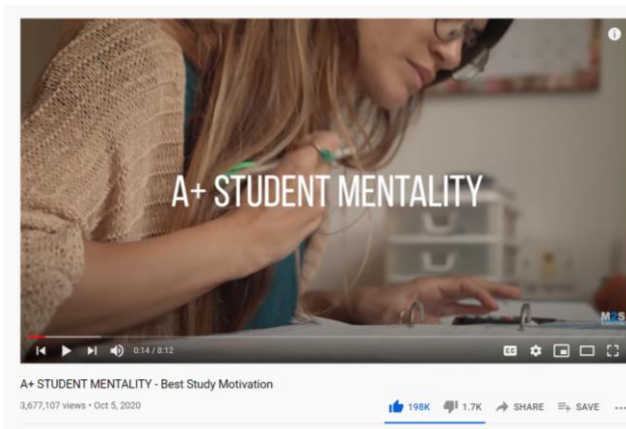 A+ STUDENT MENTALITY
M2S
0:14 / 8:12
CC
A+ STUDENT MENTALITY - Best Study Motivation
3,677,107 views • Oct 5, 2020 198K 1.7K SHARE SAVE